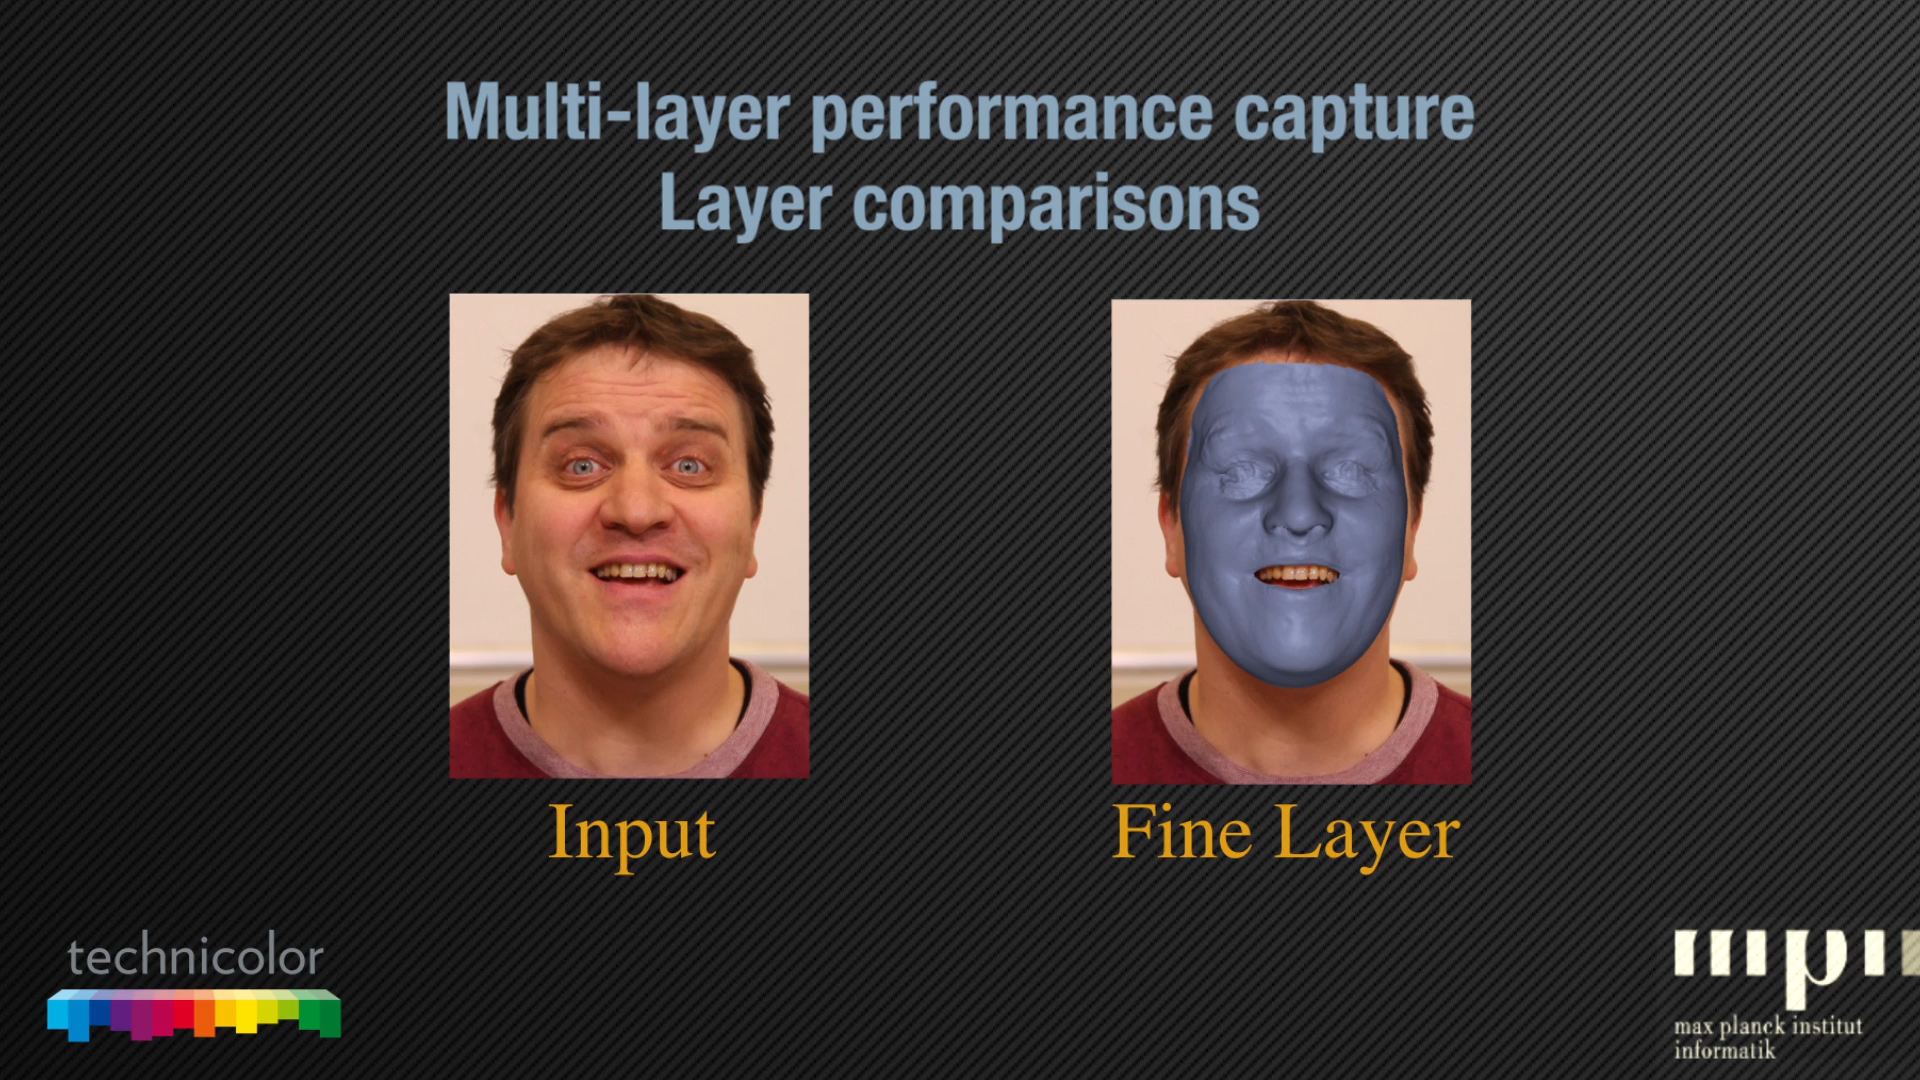 Multi-layer performance capture
Layer comparisons
Input
Fine Layer
technicolor
mpi
max planck institut
informatik